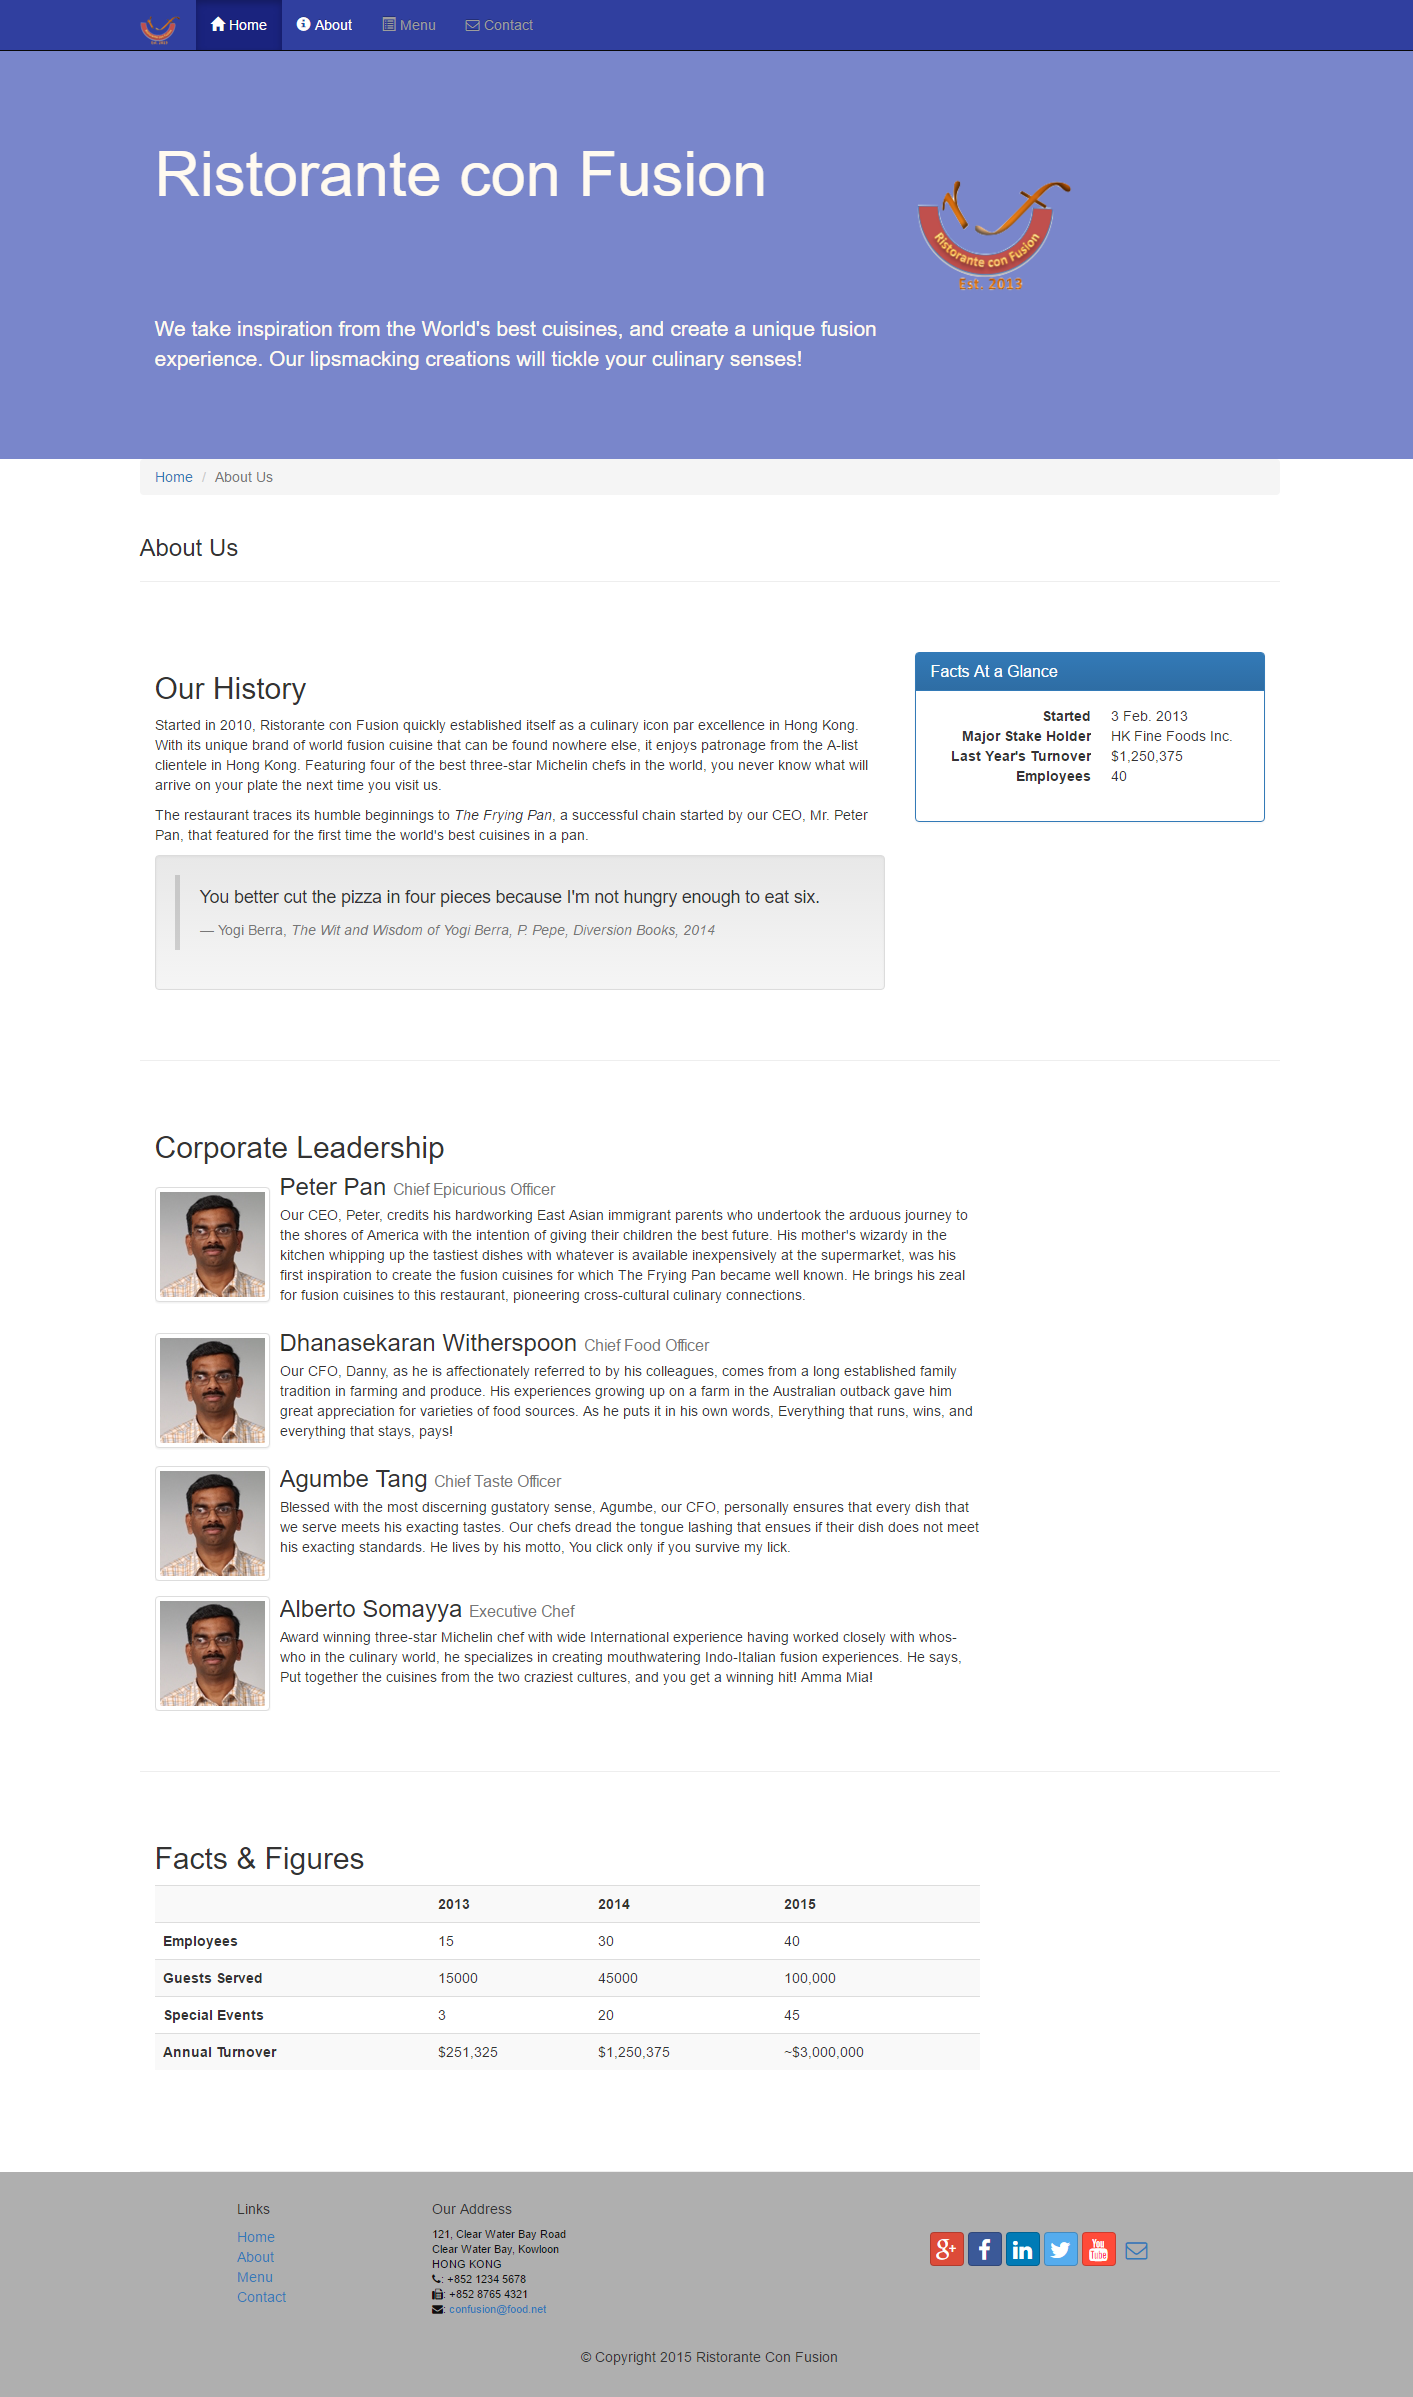 Home About Menu Contact
Ristorante con Fusion
Ristorante con Fusion
Est. 2013
We take inspiration from the World's best cuisines, and create a unique fusion
experience. Our lipsmacking creations will tickle your culinary senses!
Home / About Us
About Us
Our History
Started in 2010, Ristorante con Fusion quickly established itself as a culinary icon par excellence in Hong Kong.
With its unique brand of world fusion cuisine that can be found nowhere else, it enjoys patronage from the A-list
clientele in Hong Kong. Featuring four of the best three-star Michelin chefs in the world, you never know what will
arrive on your plate the next time you visit us.
The restaurant traces its humble beginnings to The Frying Pan, a successful chain started by our CEO, Mr. Peter
Pan, that featured for the first time the world's best cuisines in a pan.
You better cut the pizza in four pieces because I'm not hungry enough to eat six.
— Yogi Berra, The Wit and Wisdom of Yogi Berra, P. Pepe, Diversion Books, 2014
Facts At a Glance
Started 3 Feb. 2013
Major Stake Holder HK Fine Foods Inc.
Last Year's Turnover $1,250,375
Employees 40
Corporate Leadership
Peter Pan Chief Epicurious Officer
Our CEO, Peter, credits his hardworking East Asian immigrant parents who undertook the arduous journey to
the shores of America with the intention of giving their children the best future. His mother's wizardy in the
kitchen whipping up the tastiest dishes with whatever is available inexpensively at the supermarket, was his
first inspiration to create the fusion cuisines for which The Frying Pan became well known. He brings his zeal
for fusion cuisines to this restaurant, pioneering cross-cultural culinary connections.
Dhanasekaran Witherspoon Chief Food Officer
Our CFO, Danny, as he is affectionately referred to by his colleagues, comes from a long established family
tradition in farming and produce. His experiences growing up on a farm in the Australian outback gave him
great appreciation for varieties of food sources. As he puts it in his own words, Everything that runs, wins, and
everything that stays, pays!
Agumbe Tang Chief Taste Officer
Blessed with the most discerning gustatory sense, Agumbe, our CFO, personally ensures that every dish that
we serve meets his exacting tastes. Our chefs dread the tongue lashing that ensues if their dish does not meet
his exacting standards. He lives by his motto, You click only if you survive my lick.
Alberto Somayya Executive Chef
Award winning three-star Michelin chef with wide International experience having worked closely with whos-
who in the culinary world, he specializes in creating mouthwatering Indo-Italian fusion experiences. He says,
Put together the cuisines from the two craziest cultures, and you get a winning hit! Amma Mia!
Facts & Figures
2013 2014 2015
Employees 15 30 40
Guests Served 15000 45000 100,000
Special Events 3 20 45
Annual Turnover $251,325 $1,250,375 ~$3,000,000
Links
Home
About
Menu
Contact
Our Address
121, Clear Water Bay Road
Clear Water Bay, Kowloon
HONG KONG
: +852 1234 5678
: +852 8765 4321
: confusion@food.net
g+ f in You Tube
© Copyright 2015 Ristorante Con Fusion